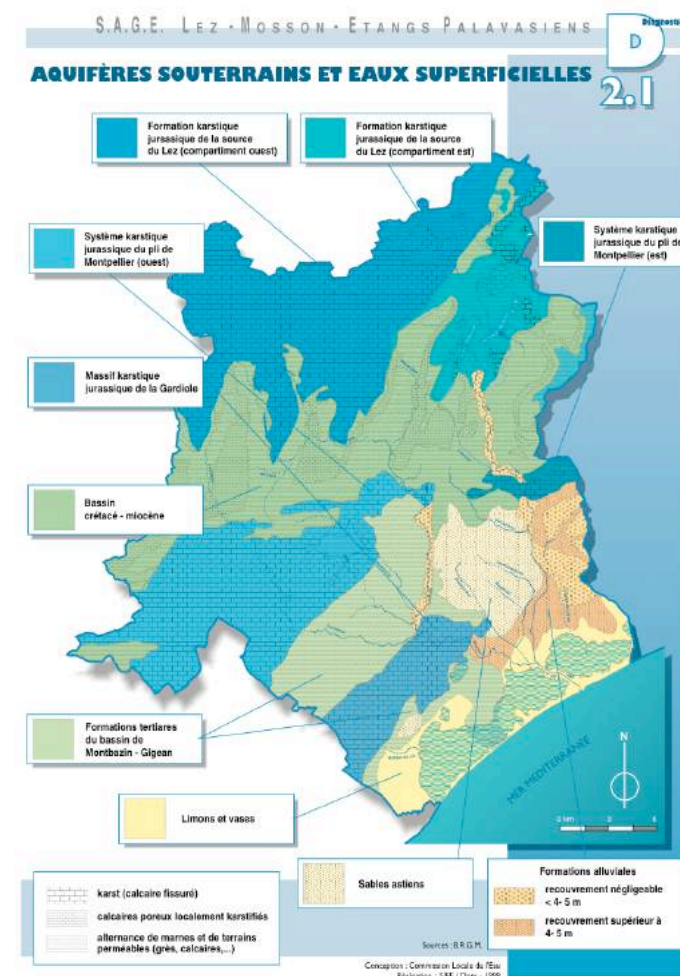 S.A.G.E. LEZ - MOSSON - ETANGS PALAVASIENS
Diagnostic
D
2.1
AQUIFÈRES SOUTERRAINS ET EAUX SUPERFICIELLES
Formation karstique
jurassique de la source
du Lez (compartiment ouest)
Formation karstique
jurassique de la source
du Lez (compartiment est)
Système karstique
jurassique du pli de
Montpellier (ouest)
Système karstique
jurassique du pli de
Montpellier (est)
Massif karstique
jurassique de la Gardiole
Bassin
crétacé - miocène
Formations tertiares
du bassin de
Montbazin - Gigean
Limons et vases
MER MEDITERRANÉE
N
0 km
Sables astiens
Formations alluviales
recouvrement négligeable
< 4- 5 m
recouvrement supérieur à
4- 5 m
karst (calcaire fissuré)
calcaires poreux localement karstifiés
alternance de marnes et de terrains
perméables (grès, calcaires,...)
Sources : B.R.G.M.
Conception : Commission Locale de l'Eau